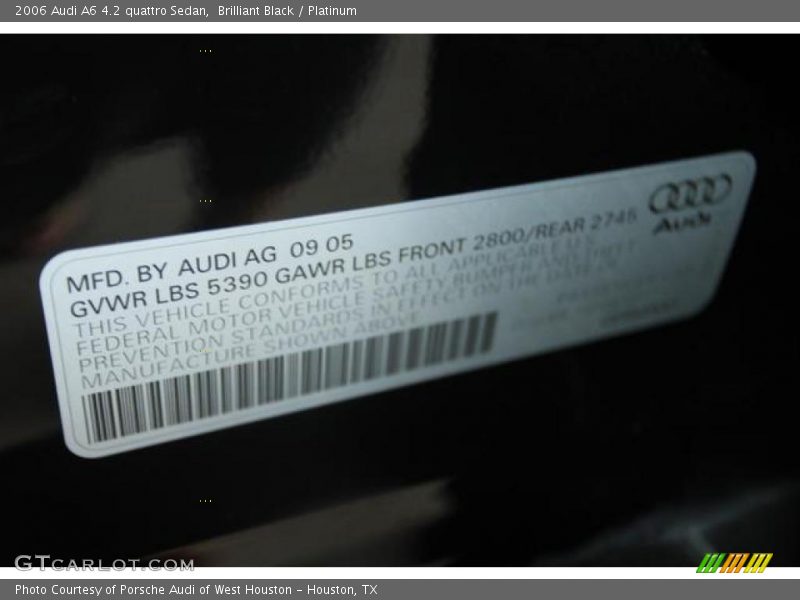 2006 Audi A6 4.2 quattro Sedan,  Brilliant Black / Platinum
MFD. BY AUDI AG 09 05
GVWR LBS 5390 GAWR LBS FRONT 2800/REAR 2745
THIS VEHICLE CONFORMS TO ALL APPLICABLE U.S.
FEDERAL MOTOR VEHICLE SAFETY BUMPER AND THEFT
PREVENTION STANDARDS IN EFFECT ON THE DATE OF
MANUFACTURE SHOWN ABOVE
Audi
GTCARLOT.COM
Photo Courtesy of Porsche Audi of West Houston - Houston, TX